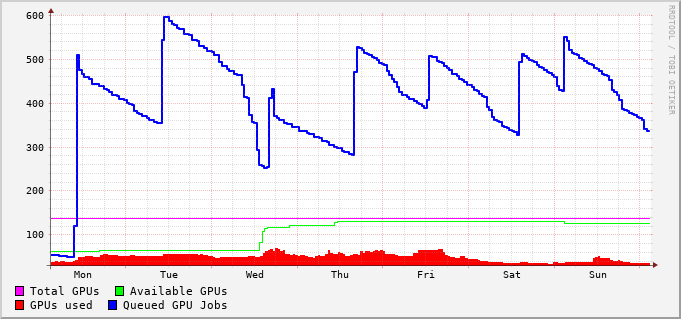 600
500
400
300
200
100
Mon Tue Wed Thu Fri Sat Sun
Total GPUs Available GPUs
GPUs used Queued GPU Jobs
RRDTOOL / TOBI OETIKER